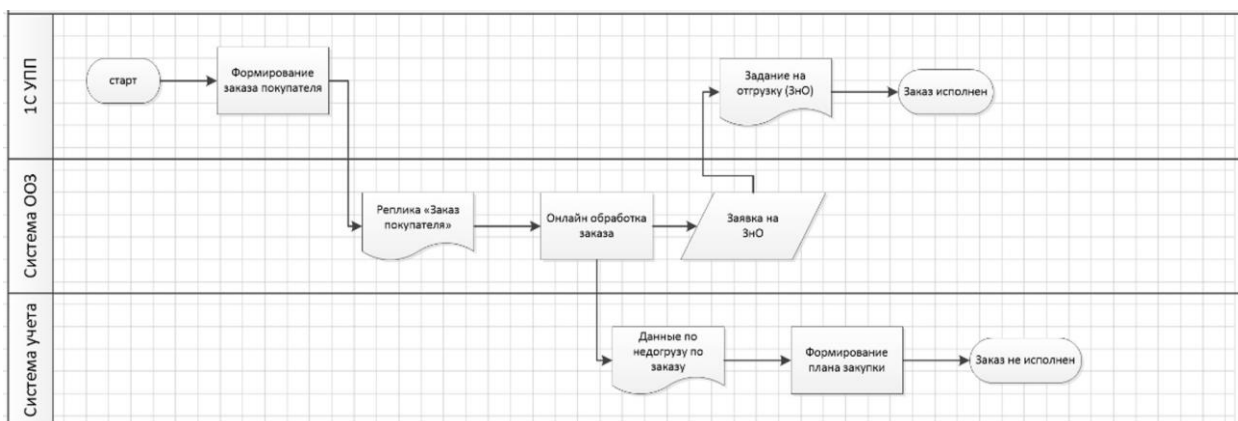 1С УПП
старт
Формирование
заказа покупателя
Задание на
отгрузку (ЗнО)
Заказ исполнен
Система ООЗ
Реплика «Заказ
покупателя»
Онлайн обработка
заказа
Заявка на
ЗнО
Система учета
Данные по
недогрузу по
заказу
Формирование
плана закупки
Заказ не исполнен